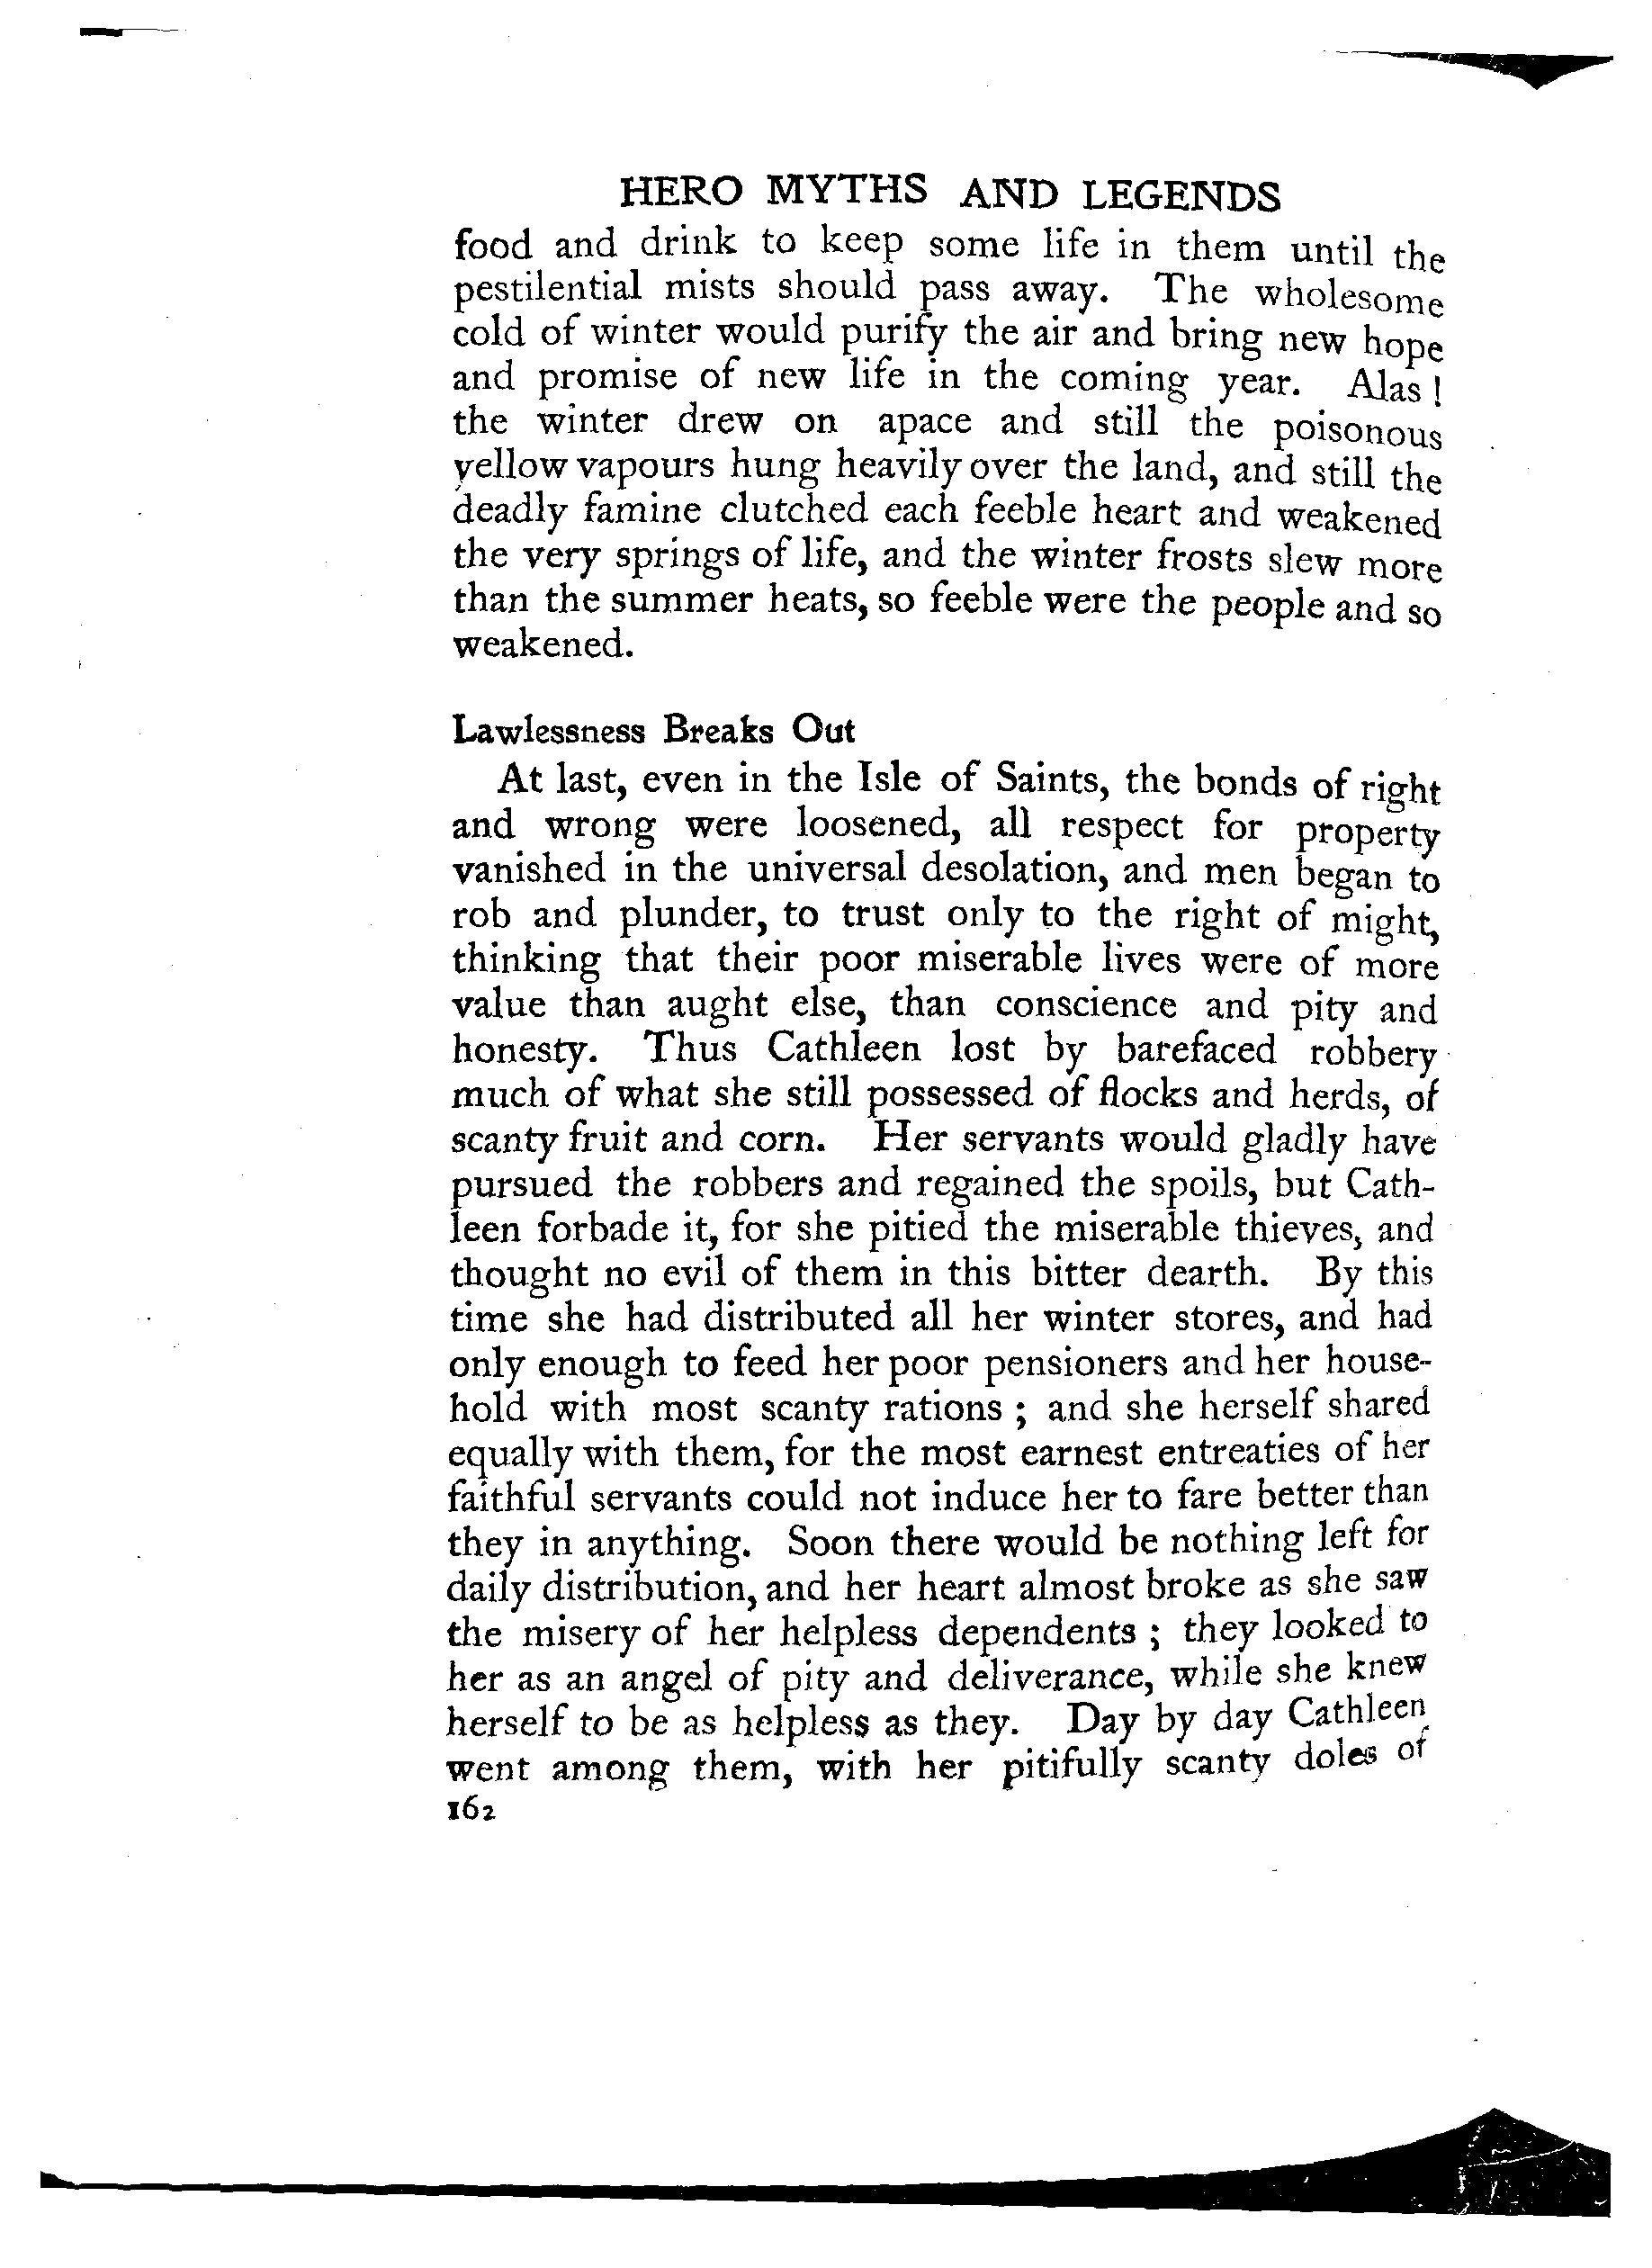 HERO MYTHS AND LEGENDS
food and drink to keep some life in them until the
pestilential mists should pass away. The wholesome
cold of winter would purify the air and bring new hope
and promise of new life in the coming year. Alas !
the winter drew on apace and still the poisonous
yellow vapours hung heavily over the land, and still the
deadly famine clutched each feeble heart and weakened
the very springs of life, and the winter frosts slew more
than the summer heats, so feeble were the people and so
weakened.
Lawlessness Breaks Out
At last, even in the Isle of Saints, the bonds of right
and wrong were loosened, all respect for property
vanished in the universal desolation, and men began to
rob and plunder, to trust only to the right of might,
thinking that their poor miserable lives were of more
value than aught else, than conscience and pity and
honesty. Thus Cathleen lost by barefaced robbery
much of what she still possessed of flocks and herds, of
scanty fruit and corn. Her servants would gladly have
pursued the robbers and regained the spoils, but Cath-
leen forbade it, for she pitied the miserable thieves, and
thought no evil of them in this bitter dearth. By this
time she had distributed all her winter stores, and had
only enough to feed her poor pensioners and her house-
hold with most scanty rations ; and she herself shared
equally with them, for the most earnest entreaties of her
faithful servants could not induce her to fare better than
they in anything. Soon there would be nothing left for
daily distribution, and her heart almost broke as she saw
the misery of her helpless dependents ; they looked to
her as an angel of pity and deliverance, while she knew
herself to be as helpless as they. Day by day Cathleen
went among them, with her pitifully scanty doles of
162